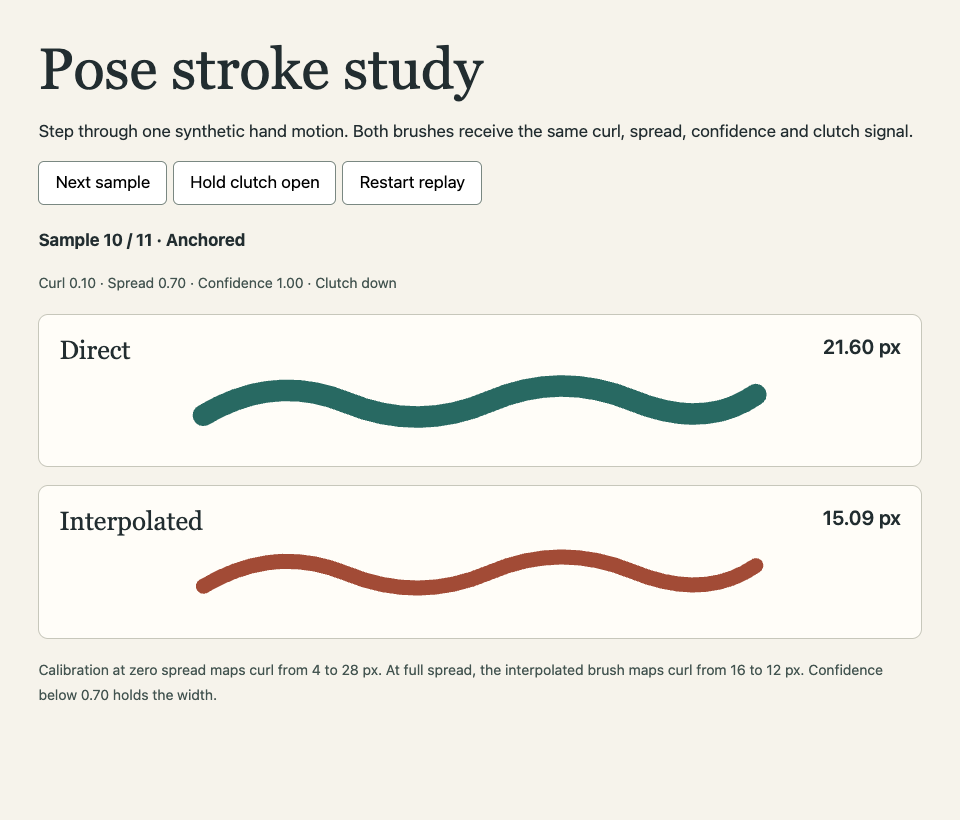 Pose stroke study
Step through one synthetic hand motion. Both brushes receive the same curl, spread, confidence and clutch signal.
Next sample
Hold clutch open
Restart replay
Sample 10 / 11 · Anchored
Curl 0.10 · Spread 0.70 · Confidence 1.00 · Clutch down
Direct
21.60 px
Interpolated
15.09 px
Calibration at zero spread maps curl from 4 to 28 px. At full spread, the interpolated brush maps curl from 16 to 12 px. Confidence
below 0.70 holds the width.